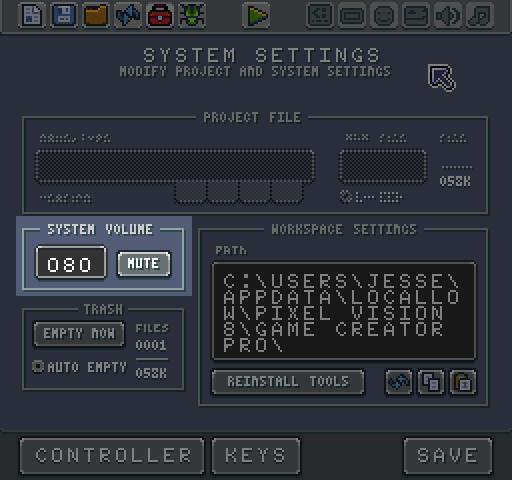 SYSTEM SETTINGS
MODIFY PROJECT AND SYSTEM SETTINGS
PROJECT FILE
058K
SYSTEM VOLUME
080 MUTE
TRASH
EMPTY NOW
FILES
0001
AUTO EMPTY
058K
WORKSPACE SETTINGS
PATH
C:\USERS\JESSE\
APPDATA\LOCALLO
W\PIXEL VISION
8\GAME CREATOR
PRO\
REINSTALL TOOLS
CONTROLLER KEYS SAVE